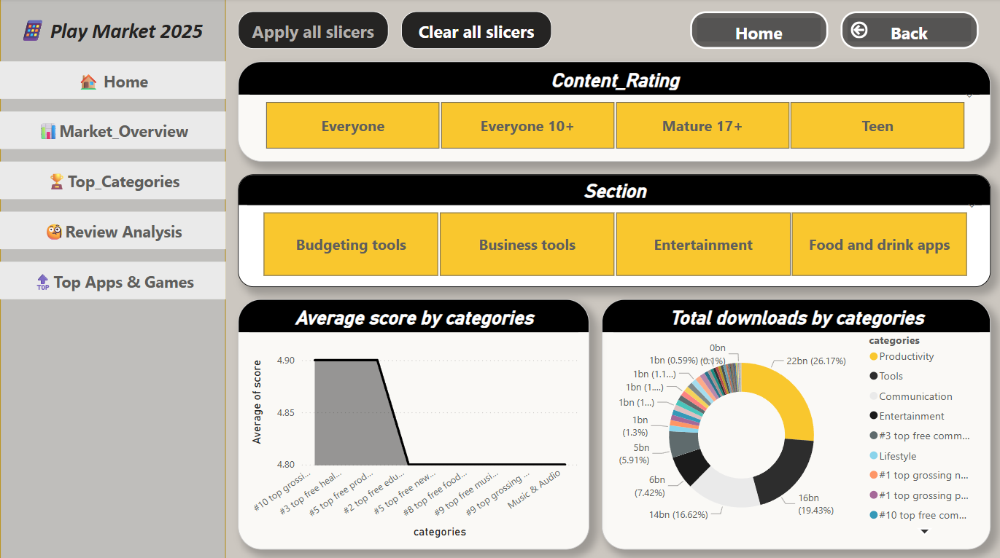 Play Market 2025
Apply all slicers
Clear all slicers
Home
Back
Home
Market_Overview
Top_Categories
Review Analysis
TOP
Top Apps & Games
Content_Rating
Everyone
Everyone 10+
Mature 17+
Teen
Section
Budgeting tools
Business tools
Entertainment
Food and drink apps
Average score by categories
Average of score
4.90
4.85
4.80
#10 top grossi...
#3 top free heal...
#5 top free prod...
#2 top free edu...
#5 top free new...
#8 top free food...
#9 top free musi...
#9 top grossing ...
Music & Audio
categories
Total downloads by categories
0bn
(0.1%)
1bn (0.59%)
1bn (1.1...)
1bn (1....)
1bn (1...)
1bn
(1.3%)
5bn
(5.91%)
6bn
(7.42%)
14bn (16.62%)
16bn
(19.43%)
22bn (26.17%)
categories
Productivity
Tools
Communication
Entertainment
#3 top free comm...
Lifestyle
#1 top grossing n...
#1 top grossing p...
#10 top free com...